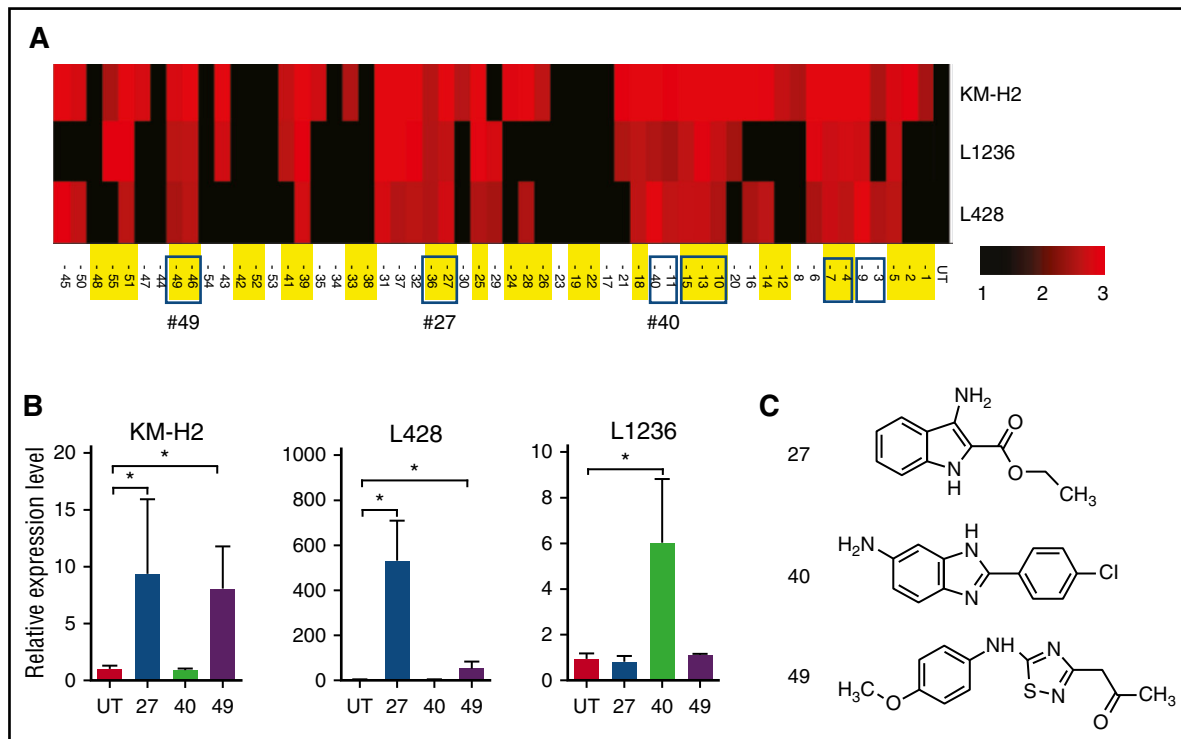 A
KM-H2
L1236
L428
- 45 - 50 - 48 - 55 - 51 - 47 - 44 - 49 - 46 - 54 - 43 - 42 - 52 - 53 - 41 - 39 - 35 - 34 - 33 - 38 - 31 - 37 - 32 - 36 - 27 - 30 - 25 - 29 - 24 - 28 - 26 - 23 - 19 - 22 - 17 - 21 - 18 - 40 - 11 - 15 - 13 - 10 - 20 - 16 - 14 - 12 - 8 - 6 - 7 - 4 - 9 - 3 - 5 - 2 - 1 UT
1 2 3
#49 #27 #40
B
Relative expression level
KM-H2
20
15
10
5
0
* *
UT 27 40 49
L428
1000
800
600
400
200
0
* *
UT 27 40 49
L1236
10
8
6
4
2
0
*
UT 27 40 49
C
27
NH2
O
O
N
H
CH3
40
H2N
H
N
N
Cl
49
NH
N
S
N
H3C
O
O
CH3